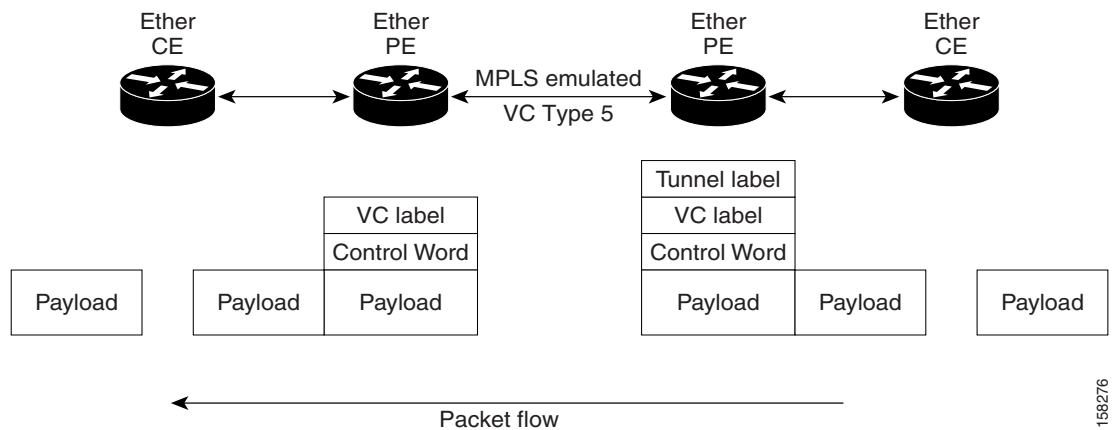 Ether
CE
Ether
PE
Ether
PE
Ether
CE
MPLS emulated
VC Type 5
Tunnel label
VC label
VC label
Control Word
Control Word
Payload
Payload
Payload
Payload
Payload
Payload
Packet flow
158276